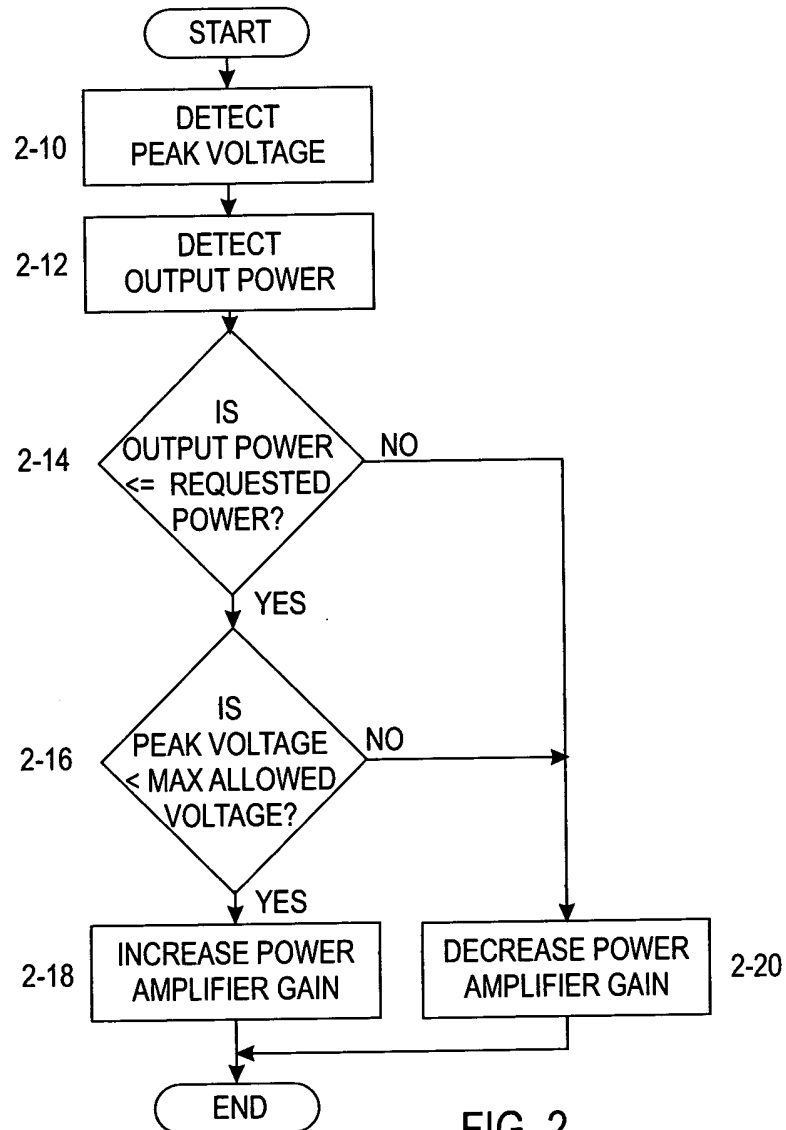 START
DETECT
PEAK VOLTAGE
2-10
DETECT
OUTPUT POWER
2-12
IS
OUTPUT POWER
<= REQUESTED
POWER?
2-14
NO
YES
IS
PEAK VOLTAGE
< MAX ALLOWED
VOLTAGE?
2-16
NO
YES
INCREASE POWER
AMPLIFIER GAIN
2-18
DECREASE POWER
AMPLIFIER GAIN
2-20
END
FIG. 2